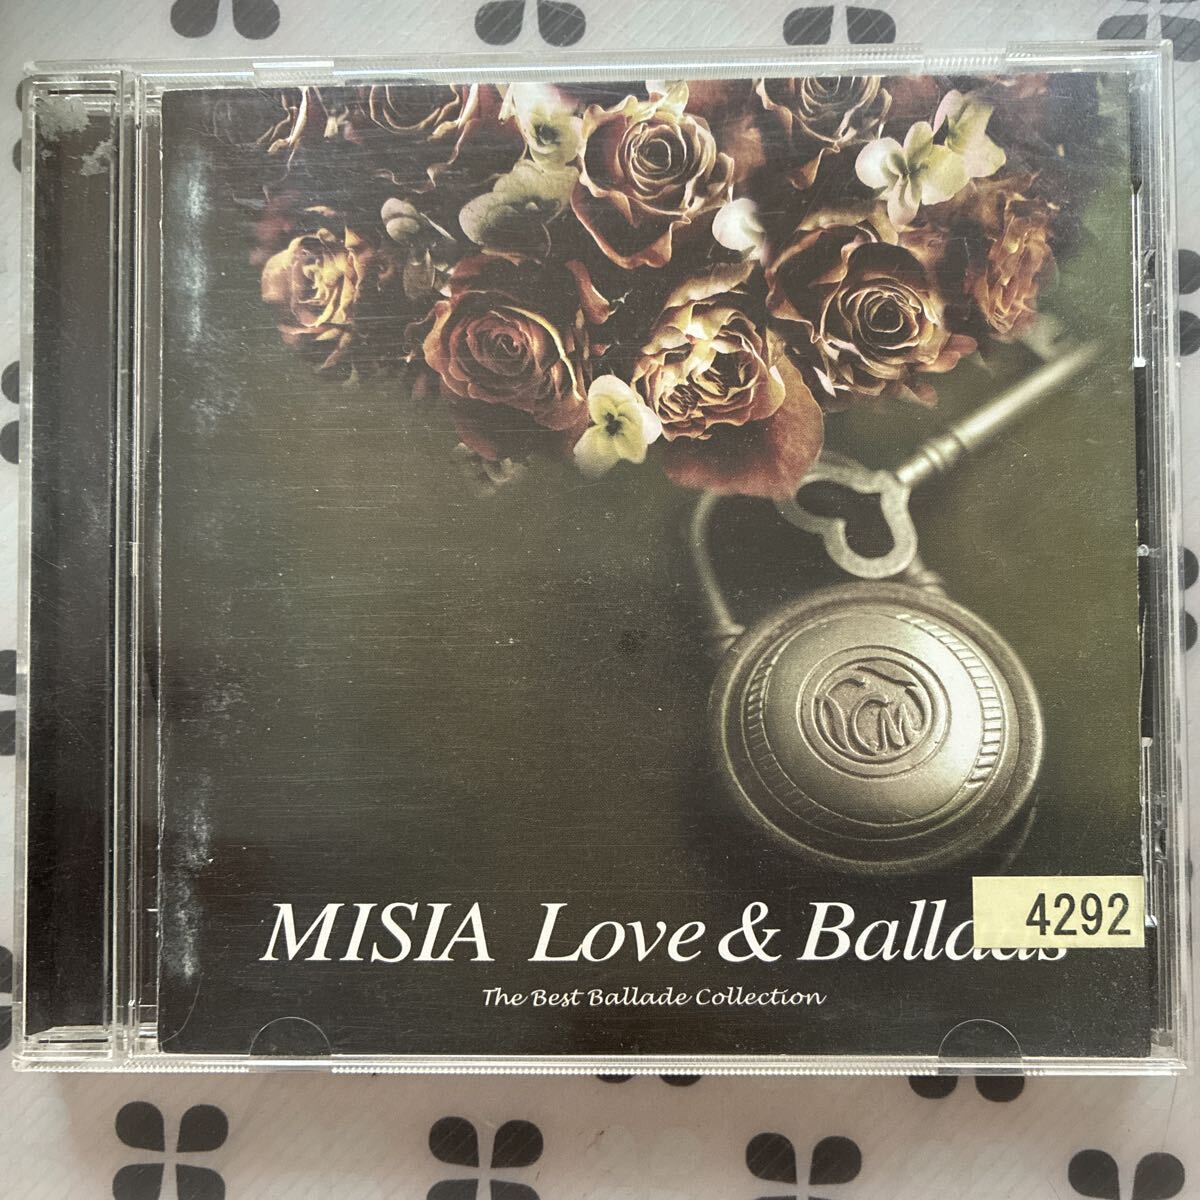 MISIA Love & Ballads
4292
The Best Ballade Collection